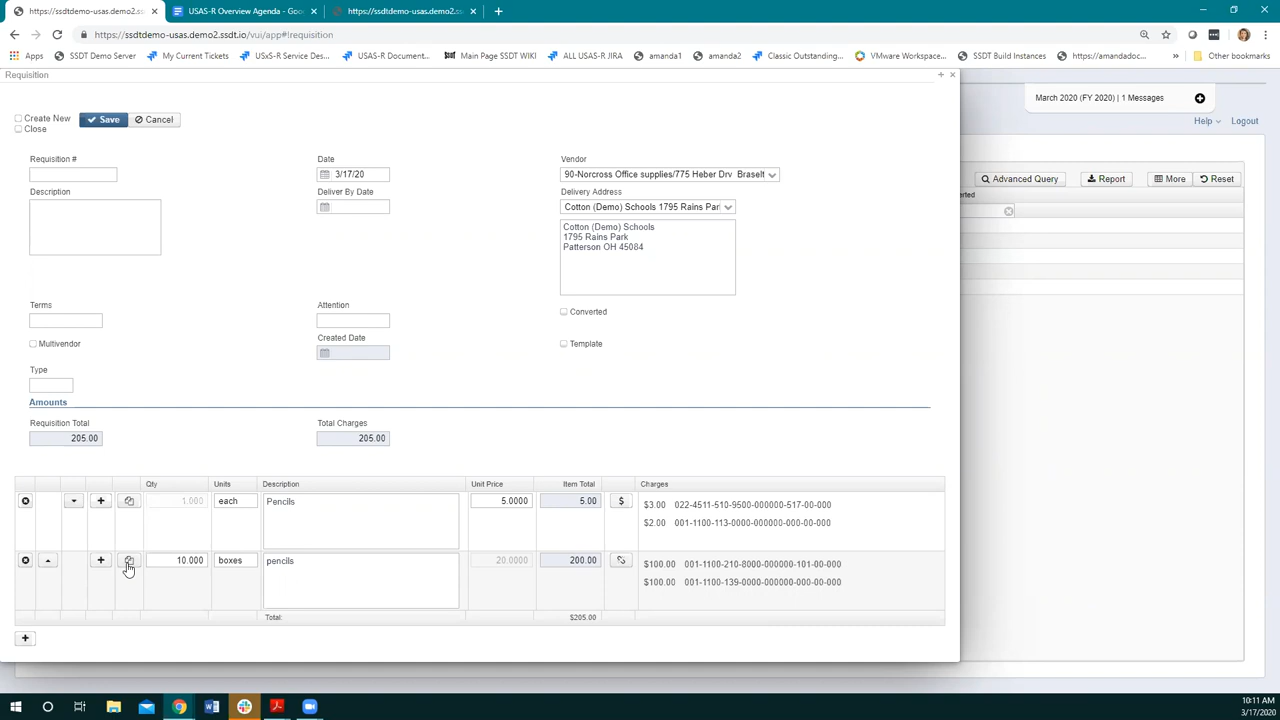 https://ssdtdemo-usas.demo2.ssd
USAS-R Overview Agenda - Goo
https://ssdtdemo-usas.demo2.ssd
ssdtdemo-usas.demo2.ssdt.io/vui/app#!requisition
Apps
SSDT Demo Server
My Current Tickets
USxS-R Service Des...
USAS-R Document...
Main Page SSDT WIKI
ALL USAS-R JIRA
amanda1
amanda2
Classic Outstanding...
VMware Workspace...
SSDT Build Instances
https://amandadoc...
»
Other bookmarks
Requisition
March 2020 (FY 2020) | 1 Messages
Help
Logout
Create New
Close
Save
Cancel
Requisition #
Date
3/17/20
Vendor
90-Norcross Office supplies/775 Heber Drv Braselt
Description
Deliver By Date
Delivery Address
Cotton (Demo) Schools 1795 Rains Par
Cotton (Demo) Schools
1795 Rains Park
Patterson OH 45084
Advanced Query
Report
More
Reset
erted
Terms
Attention
Converted
Multivendor
Created Date
Template
Type
Amounts
Requisition Total
205.00
Total Charges
205.00
Qty Units Description Unit Price Item Total Charges
1.000 each Pencils 5.0000 5.00 $ $3.00 022-4511-510-9500-000000-517-00-000
$2.00 001-1100-113-0000-000000-000-00-000
10.000 boxes pencils 20.0000 200.00 $100.00 001-1100-210-8000-000000-101-00-000
$100.00 001-1100-139-0000-000000-000-00-000
Total: $205.00
10:11 AM
3/17/2020